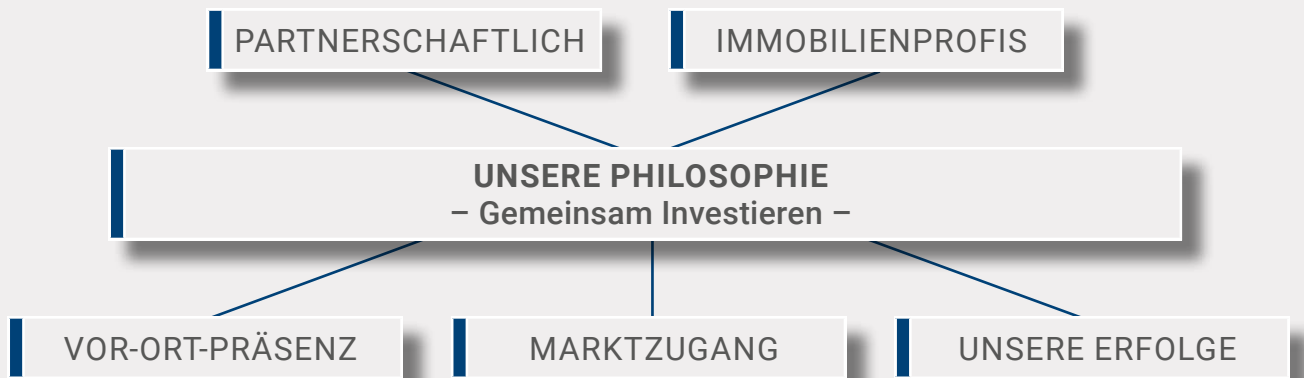 PARTNERSCHAFTLICH
IMMOBILIENPROFIS
UNSERE PHILOSOPHIE
– Gemeinsam Investieren –
VOR-ORT-PRÄSENZ
MARKTZUGANG
UNSERE ERFOLGE